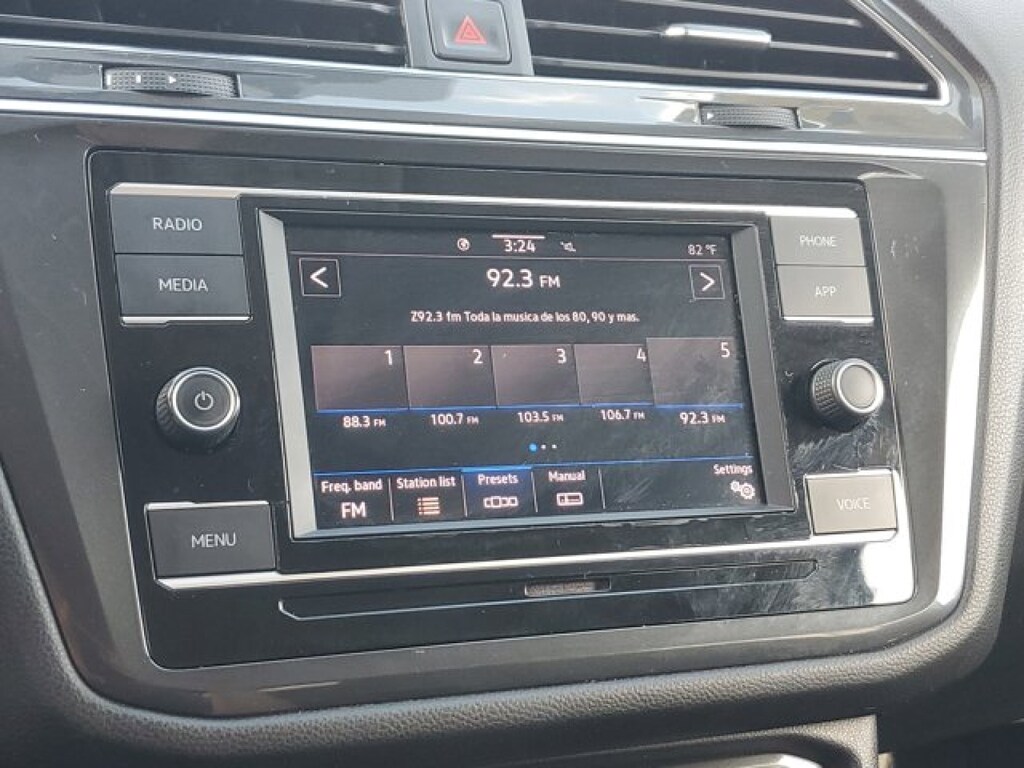 RADIO
MEDIA
MENU
PHONE
APP
VOICE
3:24
82 °F
< 92.3 FM >
Z92.3 fm Toda la musica de los 80, 90 y mas.
1 2 3 4 5
88.3 FM 100.7 FM 103.5 FM 106.7 FM 92.3 FM
Freq. band Station list Presets Manual Settings
FM